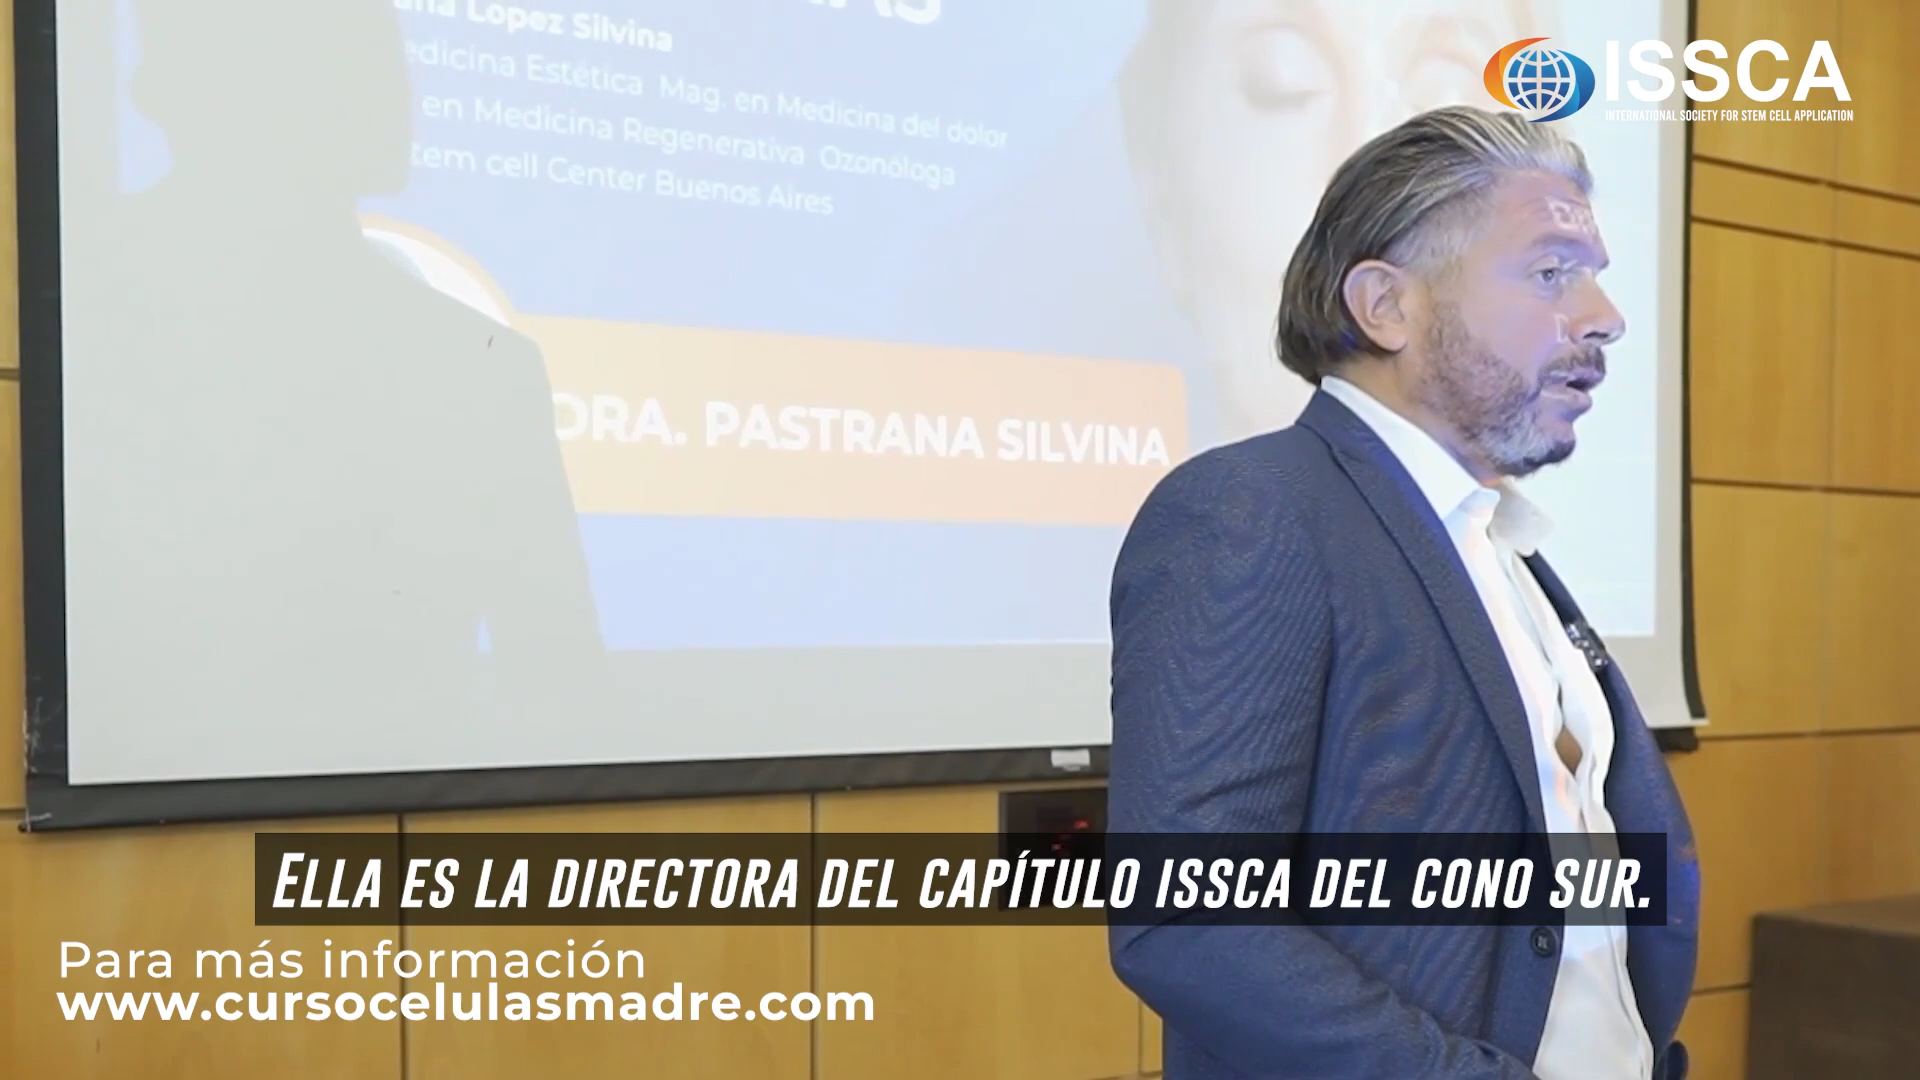 Lopez Silvina
Medicina Estética Mag. en Medicina del dolor
en Medicina Regenerativa Ozonóloga
cell Center Buenos Aires
DRA. PASTRANA SILVINA
ISSCA
INTERNATIONAL SOCIETY FOR STEM CELL APPLICATION
ELLA ES LA DIRECTORA DEL CAPÍTULO ISSCA DEL CONO SUR.
Para más información
www.cursocelulasmadre.com